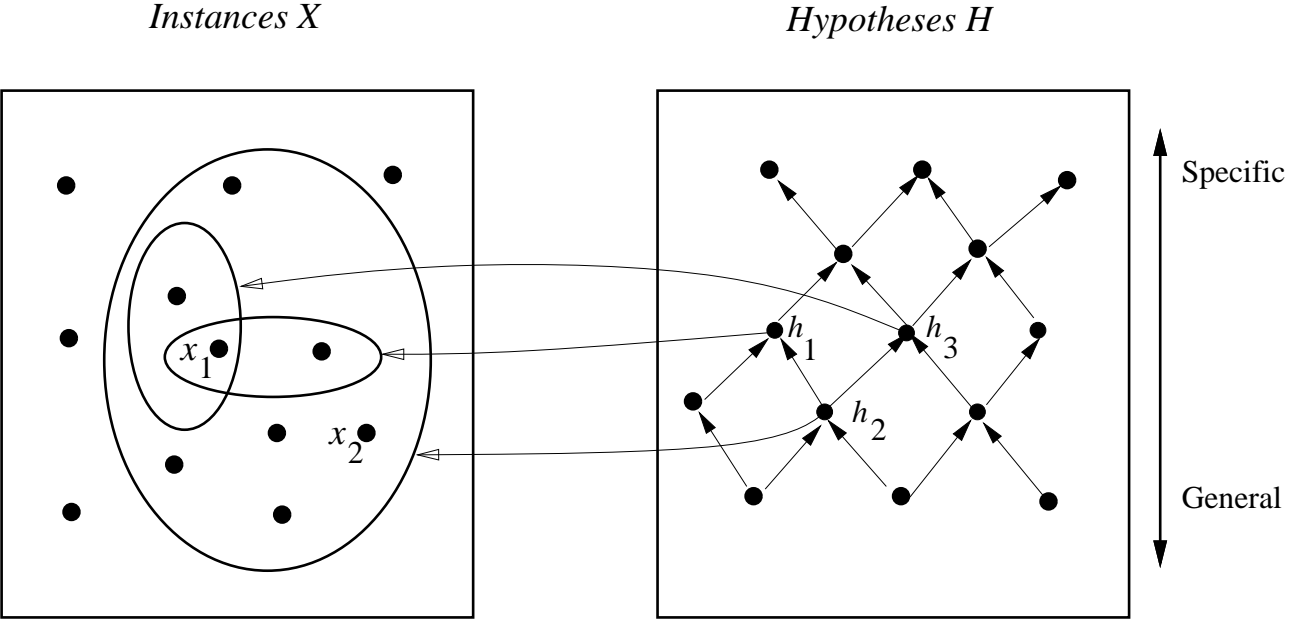 Instances X
Hypotheses H
Specific
h1
h3
x1
h2
x2
General